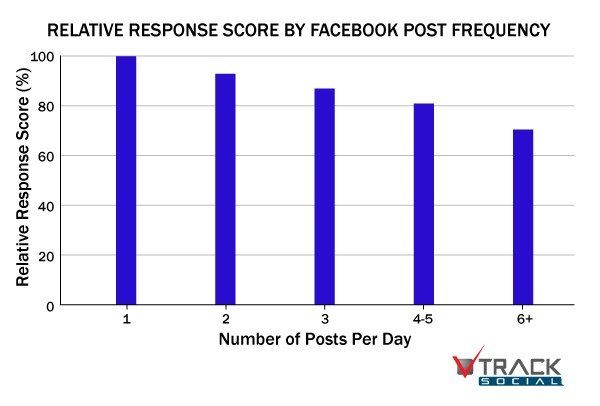 RELATIVE RESPONSE SCORE BY FACEBOOK POST FREQUENCY
Relative Response Score (%)
100
80
60
40
20
0
1 2 3 4-5 6+
Number of Posts Per Day
TRACK
SOCIAL